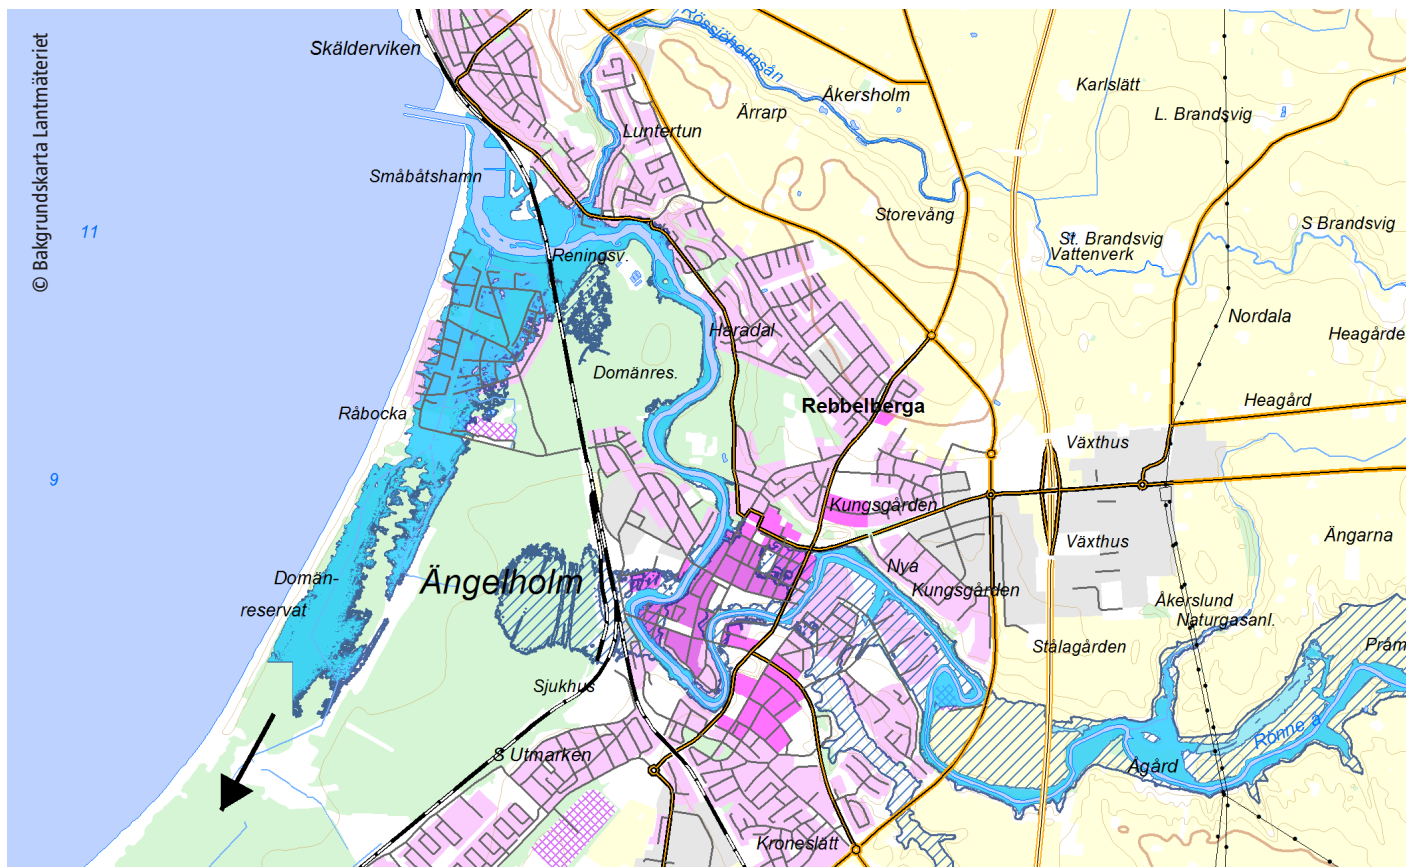 © Bakgrundskarta Lantmäteriet
Skälderviken
Rössjöholmsån
Ärrarp
Åkersholm
Karlslätt
L. Brandsvig
Luntertun
Småbåtshamn
Storevång
S Brandsvig
11
St. Brandsvig
Vattenverk
Reningsv.
Haradal
Nordala
Heagårde
Domänres.
Råbocka
Rebbelberga
Heagård
Växthus
9
Kungsgården
Växthus
Ängarna
Ängelholm
Nya
Kungsgården
Domän-
reservat
Åkerslund
Naturgasanl.
Stålagården
Pråm
Sjukhus
Rönne å
S Utmarken
Ågård
Kroneslätt